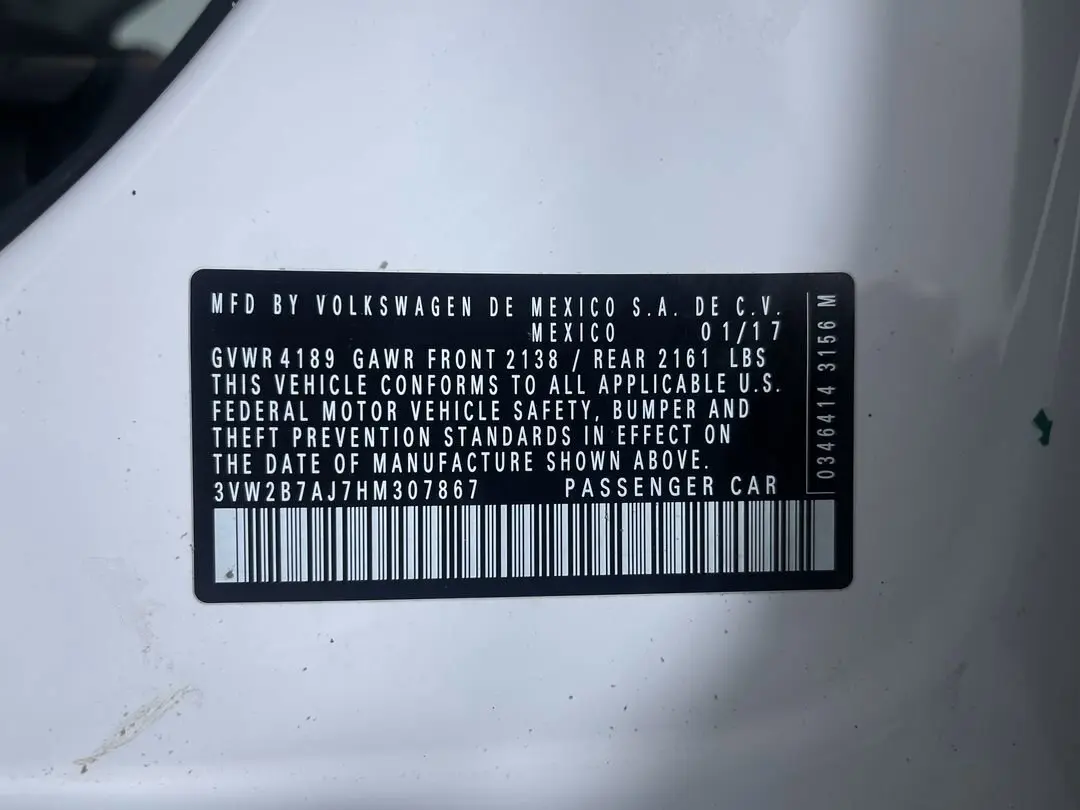 MFD BY VOLKSWAGEN DE MEXICO S.A. DE C.V.
MEXICO 01/17
GVWR 4189 GAWR FRONT 2138 / REAR 2161 LBS
THIS VEHICLE CONFORMS TO ALL APPLICABLE U.S.
FEDERAL MOTOR VEHICLE SAFETY, BUMPER AND
THEFT PREVENTION STANDARDS IN EFFECT ON
THE DATE OF MANUFACTURE SHOWN ABOVE.
3VW2B7AJ7HM307867 PASSENGER CAR
0346414 3156 M